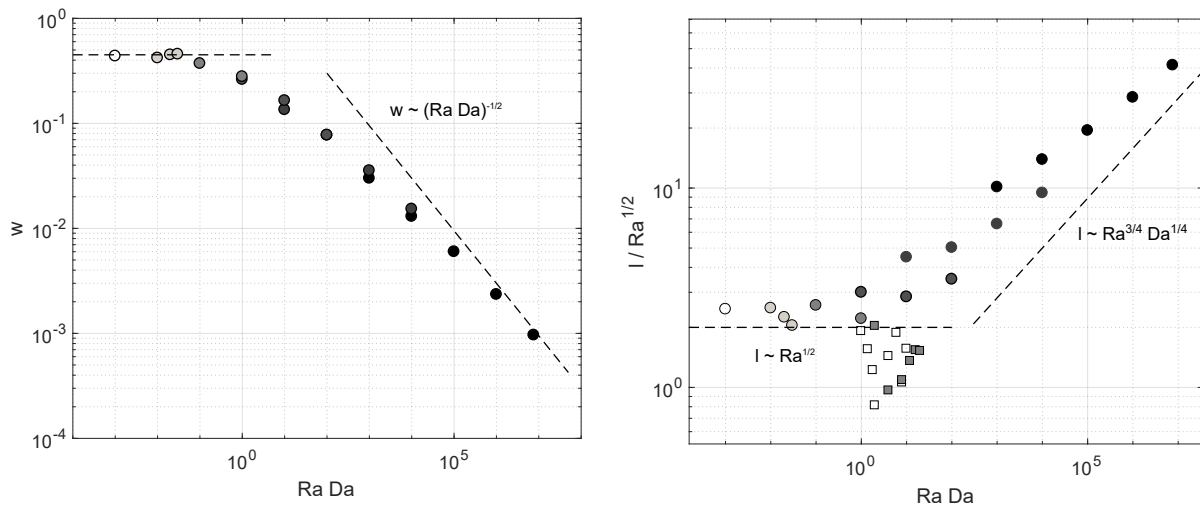 10^0
10^-1
10^-2
10^-3
10^-4
w
w ~ (Ra Da)^-1/2
10^0
10^5
Ra Da
10^1
10^0
l / Ra^1/2
l ~ Ra^3/4 Da^1/4
l ~ Ra^1/2
10^0
10^5
Ra Da